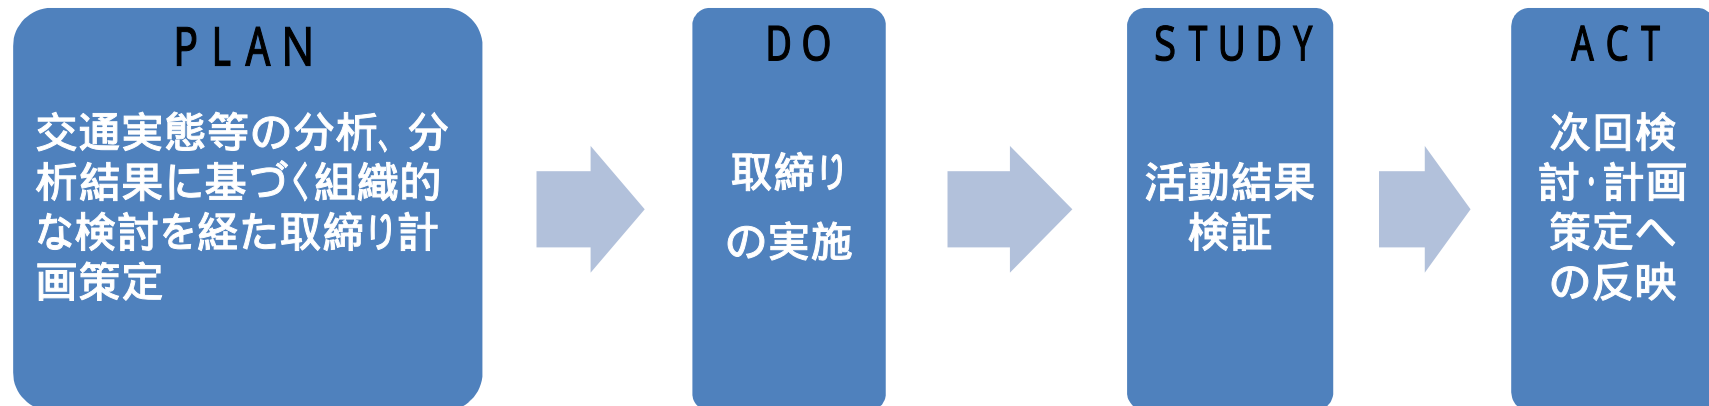 PLAN
交通実態等の分析、分
析結果に基づく組織的
な検討を経た取締り計
画策定
DO
取締り
の実施
STUDY
活動結果
検証
ACT
次回検
討・計画
策定へ
の反映